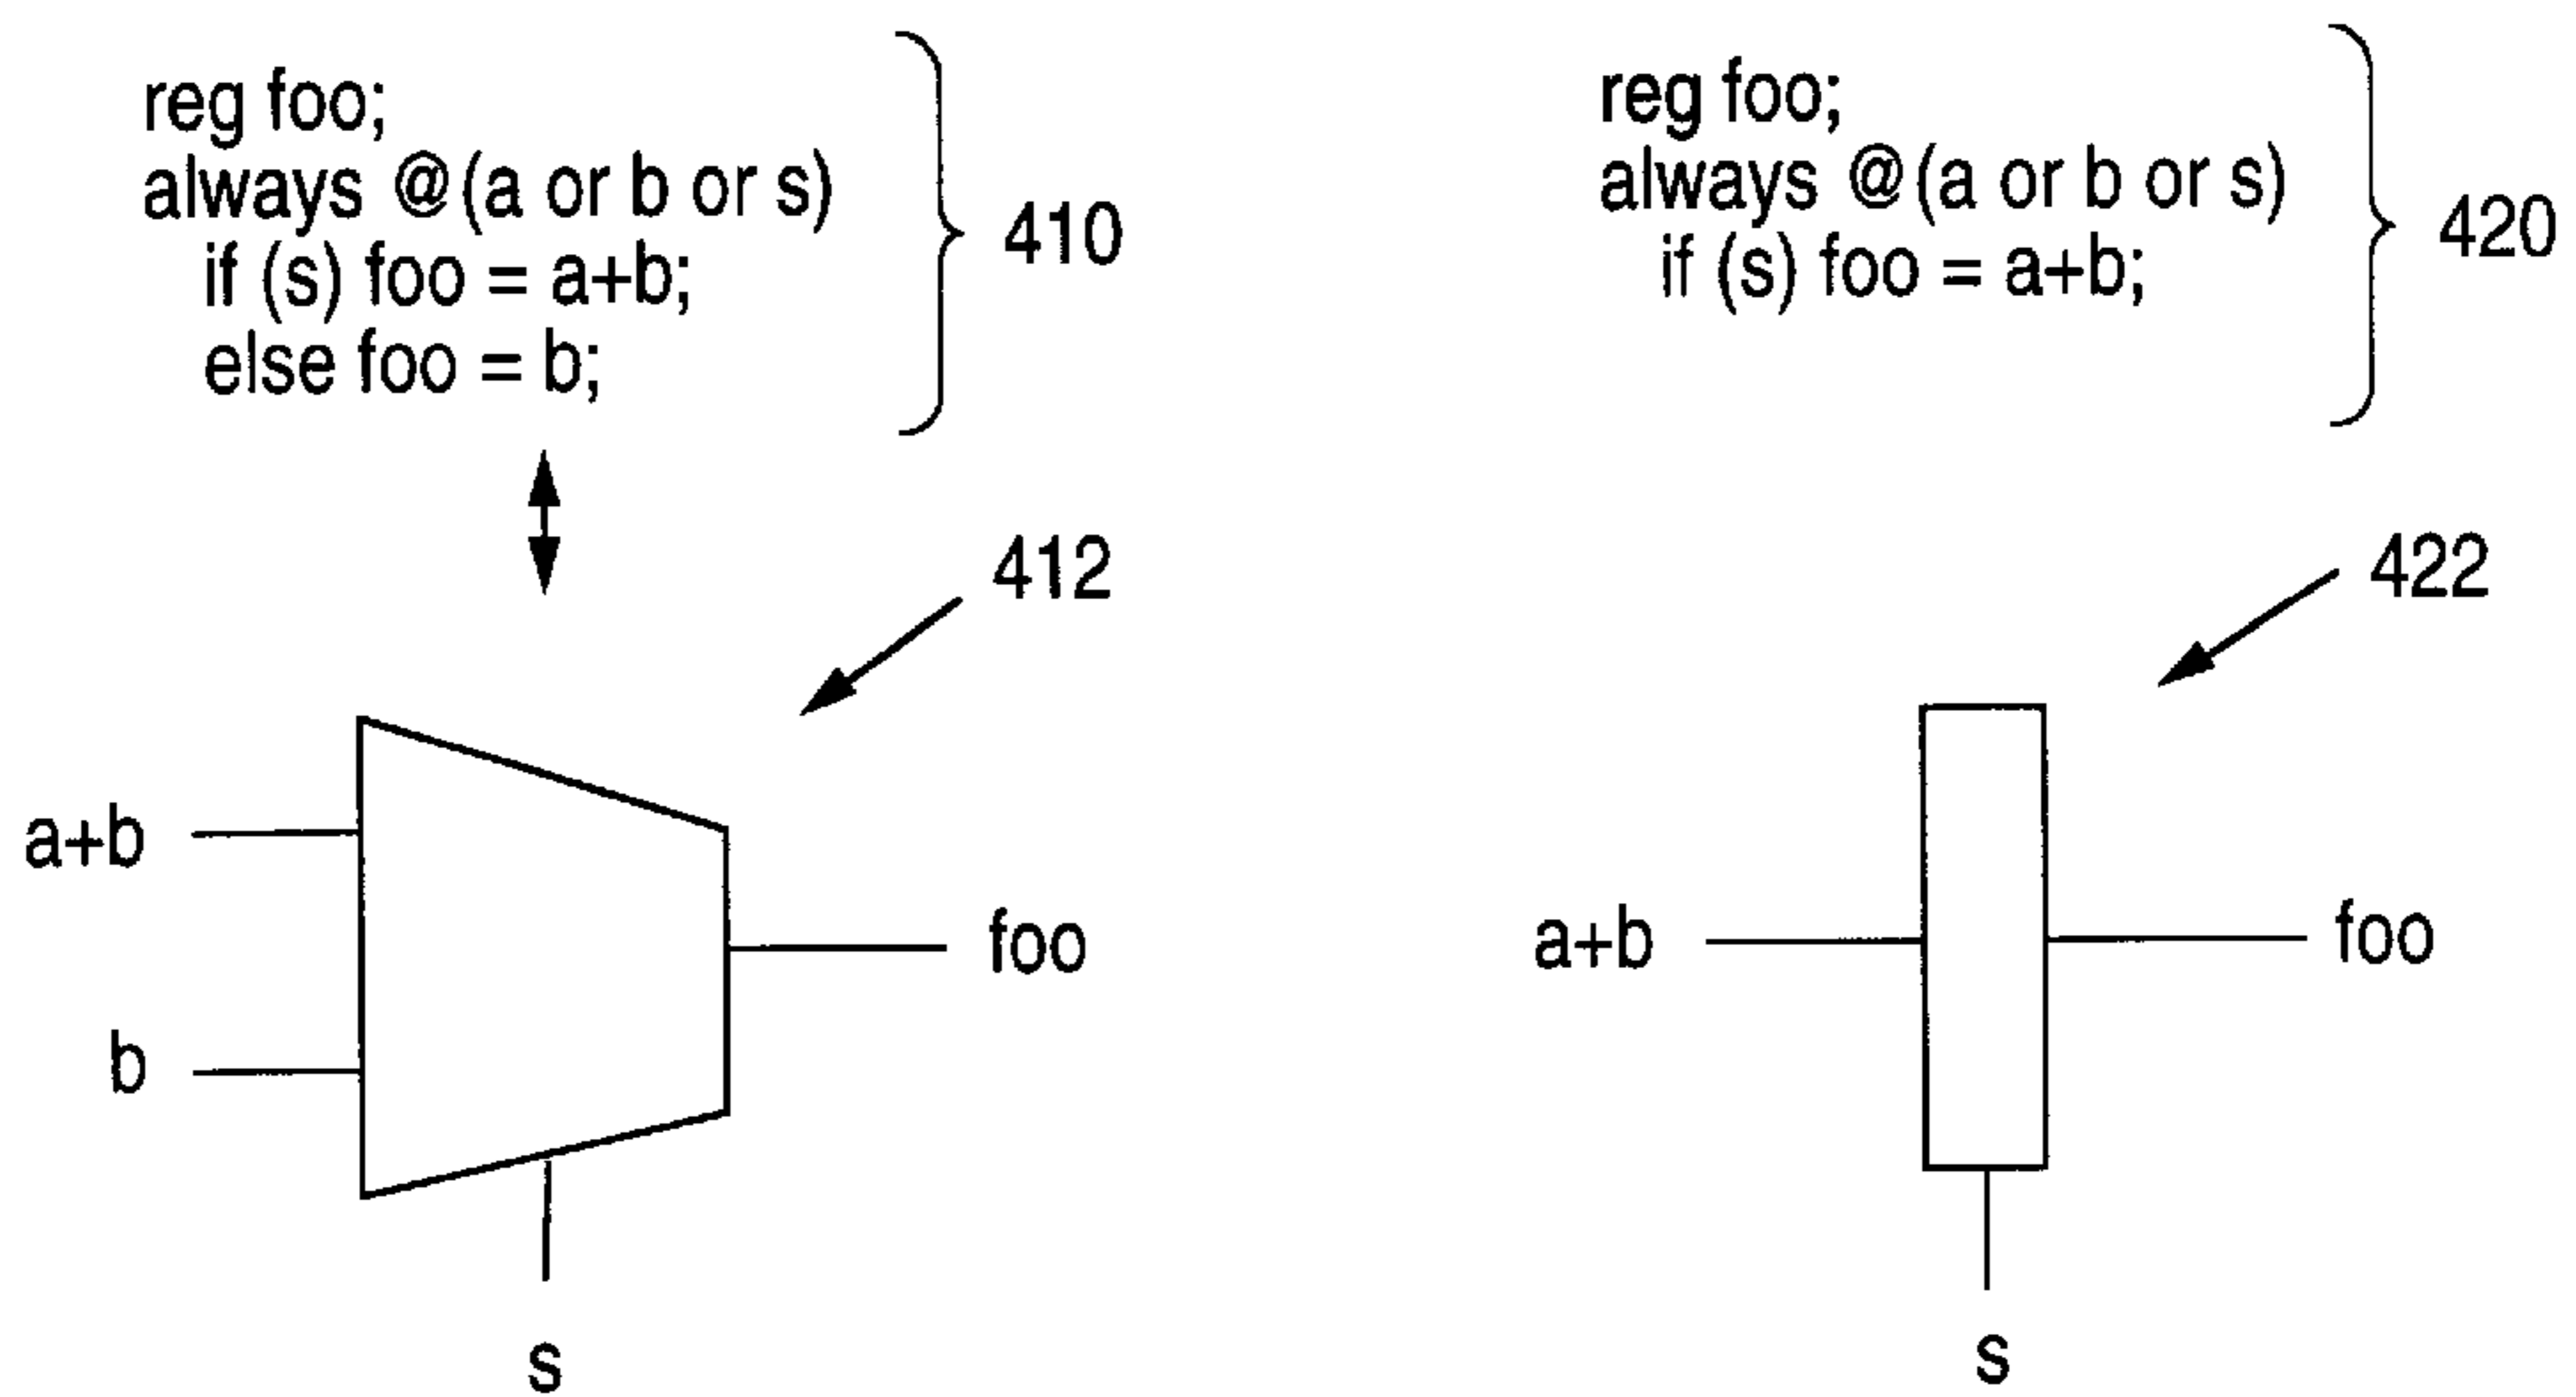 reg foo;
always @(a or b or s)
if (s) foo = a+b;
else foo = b;
410
412
a+b
b
foo
s
reg foo;
always @(a or b or s)
if (s) foo = a+b;
420
422
a+b
foo
s